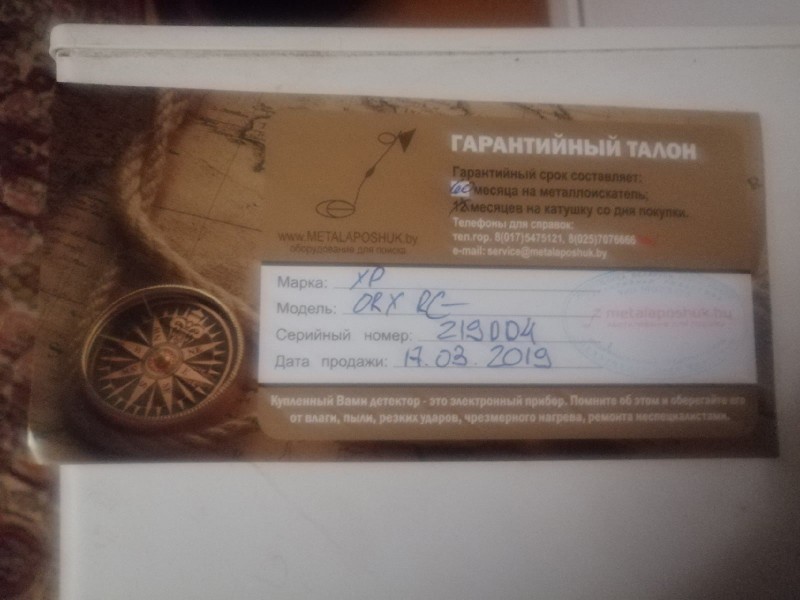 ГАРАНТИЙНЫЙ ТАЛОН
Гарантийный срок составляет:
60 месяца на металлоискатель;
12 месяцев на катушку со дня покупки.
Телефоны для справок:
тел.гор. 8(017)5475121, 8(025)7076666
e-mail: service@metalaposhuk.by
www.METALAPOSHUK.by
оборудование для поиска
Марка: XP
Модель: ORX RC
Серийный номер: 219004
Дата продажи: 17.03.2019
metalaposhuk.by
Купленный Вами детектор - это электронный прибор. Помните об этом и оберегайте его
от влаги, пыли, резких ударов, чрезмерного нагрева, ремонта неспециалистами.